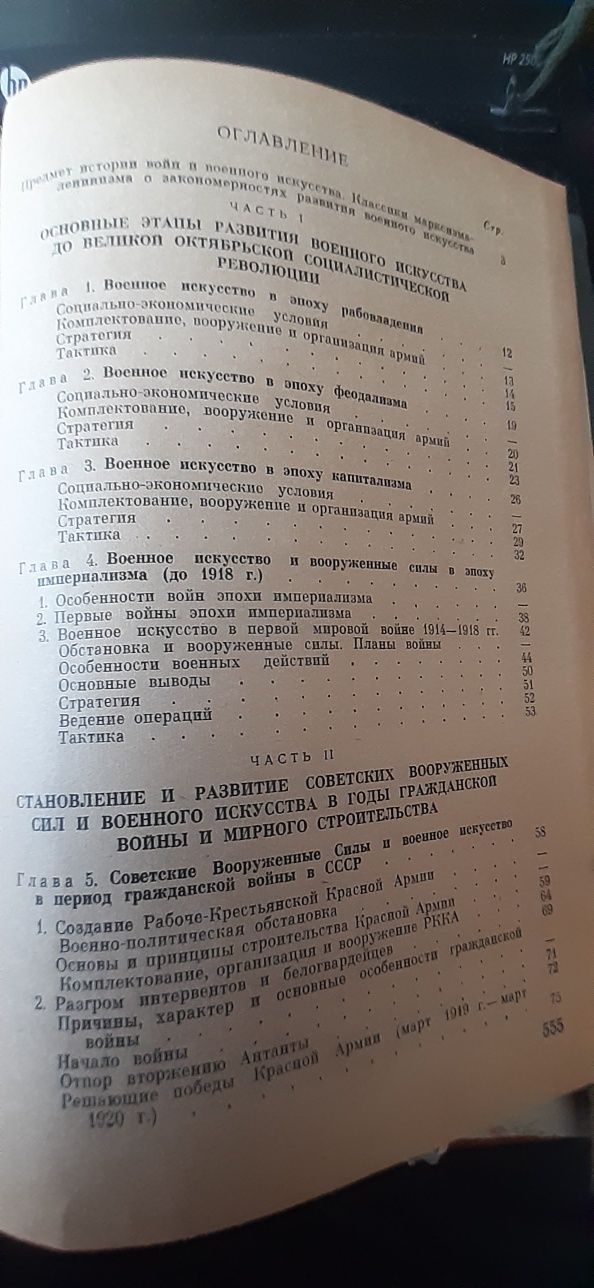 hp
HP 250
ОГЛАВЛЕНИЕ
Стр.
Предмет истории войн и военного искусства. Классики марксизма-
ленинизма о закономерностях развития военного искусства 3
ЧАСТЬ I
ОСНОВНЫЕ ЭТАПЫ РАЗВИТИЯ ВОЕННОГО ИСКУССТВА
ДО ВЕЛИКОЙ ОКТЯБРЬСКОЙ СОЦИАЛИСТИЧЕСКОЙ
РЕВОЛЮЦИИ
Глава 1. Военное искусство в эпоху рабовладения . . . 12
Социально-экономические условия . . . —
Комплектование, вооружение и организация армий . . . 13
Стратегия . . . 14
Тактика . . . 15
Глава 2. Военное искусство в эпоху феодализма . . . 19
Социально-экономические условия . . . —
Комплектование, вооружение и организация армий . . . 20
Стратегия . . . 21
Тактика . . . 23
Глава 3. Военное искусство в эпоху капитализма . . . 26
Социально-экономические условия . . . —
Комплектование, вооружение и организация армий . . . 27
Стратегия . . . 29
Тактика . . . 32
Глава 4. Военное искусство и вооруженные силы в эпоху
империализма (до 1918 г.) . . . 36
1. Особенности войн эпохи империализма . . . —
2. Первые войны эпохи империализма . . . 38
3. Военное искусство в первой мировой войне 1914—1918 гг. 42
Обстановка и вооруженные силы. Планы войны . . . —
Особенности военных действий . . . 44
Основные выводы . . . 50
Стратегия . . . 51
Ведение операций . . . 52
Тактика . . . 53
ЧАСТЬ II
СТАНОВЛЕНИЕ И РАЗВИТИЕ СОВЕТСКИХ ВООРУЖЕННЫХ
СИЛ И ВОЕННОГО ИСКУССТВА В ГОДЫ ГРАЖДАНСКОЙ
ВОЙНЫ И МИРНОГО СТРОИТЕЛЬСТВА
Глава 5. Советские Вооруженные Силы и военное искусство
в период гражданской войны в СССР . . . 58
1. Создание Рабоче-Крестьянской Красной Армии . . . —
Военно-политическая обстановка . . . —
Основы и принципы строительства Красной Армии . . . 59
Комплектование, организация и вооружение РККА . . . 64
2. Разгром интервентов и белогвардейцев . . . 69
Причины, характер и основные особенности гражданской
войны . . . —
Начало войны . . . 71
Отпор вторжению Антанты . . . 72
Решающие победы Красной Армии (март 1919 г.—март
1920 г.) . . . 75
555